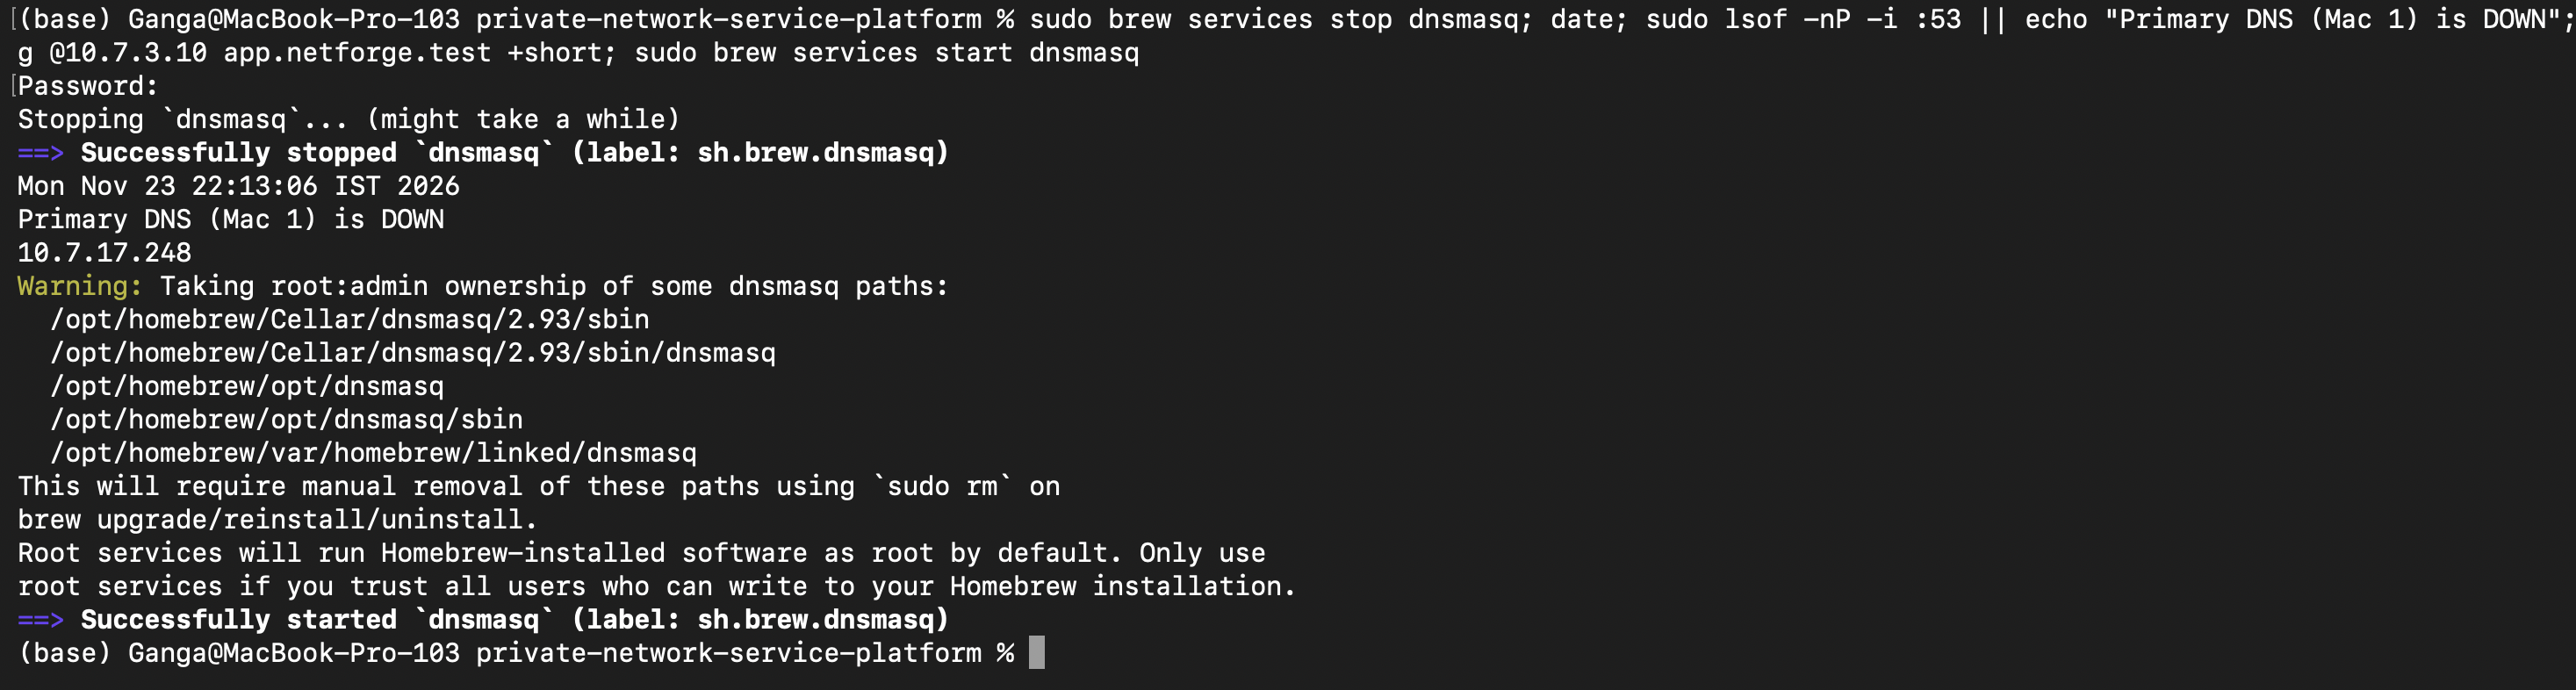 [(base) Ganga@MacBook-Pro-103 private-network-service-platform % sudo brew services stop dnsmasq; date; sudo lsof -nP -i :53 || echo "Primary DNS (Mac 1) is DOWN";
g @10.7.3.10 app.netforge.test +short; sudo brew services start dnsmasq
[Password:
Stopping `dnsmasq`... (might take a while)
==> Successfully stopped `dnsmasq` (label: sh.brew.dnsmasq)
Mon Nov 23 22:13:06 IST 2026
Primary DNS (Mac 1) is DOWN
10.7.17.248
Warning: Taking root:admin ownership of some dnsmasq paths:
  /opt/homebrew/Cellar/dnsmasq/2.93/sbin
  /opt/homebrew/Cellar/dnsmasq/2.93/sbin/dnsmasq
  /opt/homebrew/opt/dnsmasq
  /opt/homebrew/opt/dnsmasq/sbin
  /opt/homebrew/var/homebrew/linked/dnsmasq
This will require manual removal of these paths using `sudo rm` on
brew upgrade/reinstall/uninstall.
Root services will run Homebrew-installed software as root by default. Only use
root services if you trust all users who can write to your Homebrew installation.
==> Successfully started `dnsmasq` (label: sh.brew.dnsmasq)
(base) Ganga@MacBook-Pro-103 private-network-service-platform %